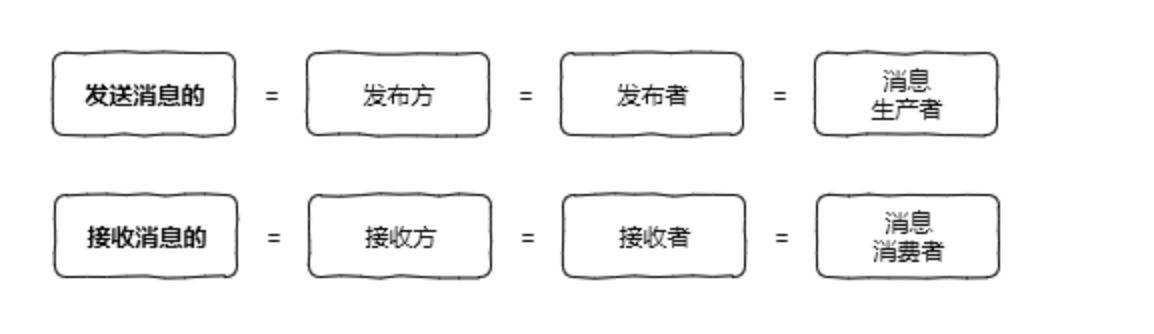 发送消息的 = 发布方 = 发布者 = 消息
生产者
接收消息的 = 接收方 = 接收者 = 消息
消费者